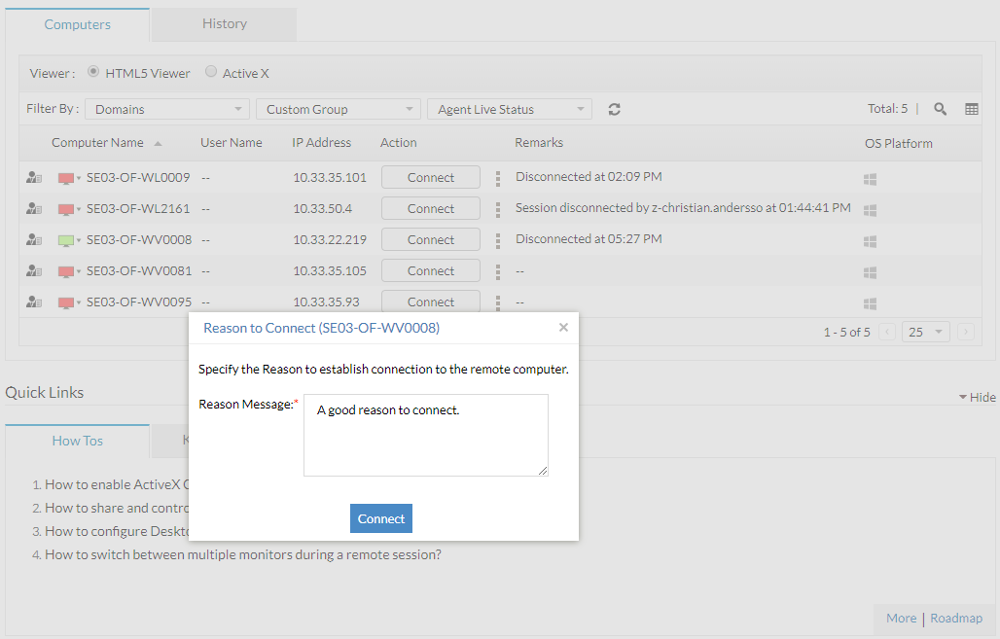 Computers History
Viewer : HTML5 Viewer Active X
Filter By : Domains Custom Group Agent Live Status Total: 5 |
Computer Name User Name IP Address Action Remarks OS Platform
SE03-OF-WL0009 -- 10.33.35.101 Connect Disconnected at 02:09 PM
SE03-OF-WL2161 -- 10.33.50.4 Connect Session disconnected by z-christian.andersso at 01:44:41 PM
SE03-OF-WV0008 -- 10.33.22.219 Connect Disconnected at 05:27 PM
SE03-OF-WV0081 -- 10.33.35.105 Connect --
SE03-OF-WV0095 -- 10.33.35.93 Connect --
1 - 5 of 5 25
Reason to Connect (SE03-OF-WV0008)
Specify the Reason to establish connection to the remote computer.
Reason Message:* A good reason to connect.
Connect
Quick Links Hide
How Tos
1. How to enable ActiveX
2. How to share and
3. How to configure
4. How to switch between multiple monitors during a remote session?
More | Roadmap